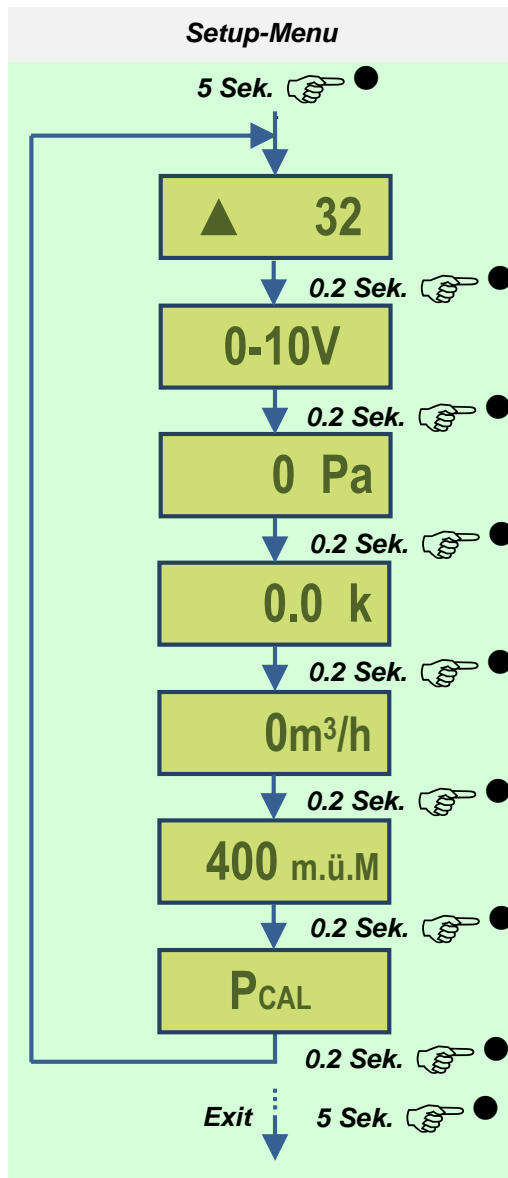 Setup-Menu
5 Sek.
▲ 32
0.2 Sek.
0-10V
0.2 Sek.
0 Pa
0.2 Sek.
0.0 k
0.2 Sek.
0m³/h
0.2 Sek.
400 m.ü.M
0.2 Sek.
PCAL
0.2 Sek.
Exit 5 Sek.